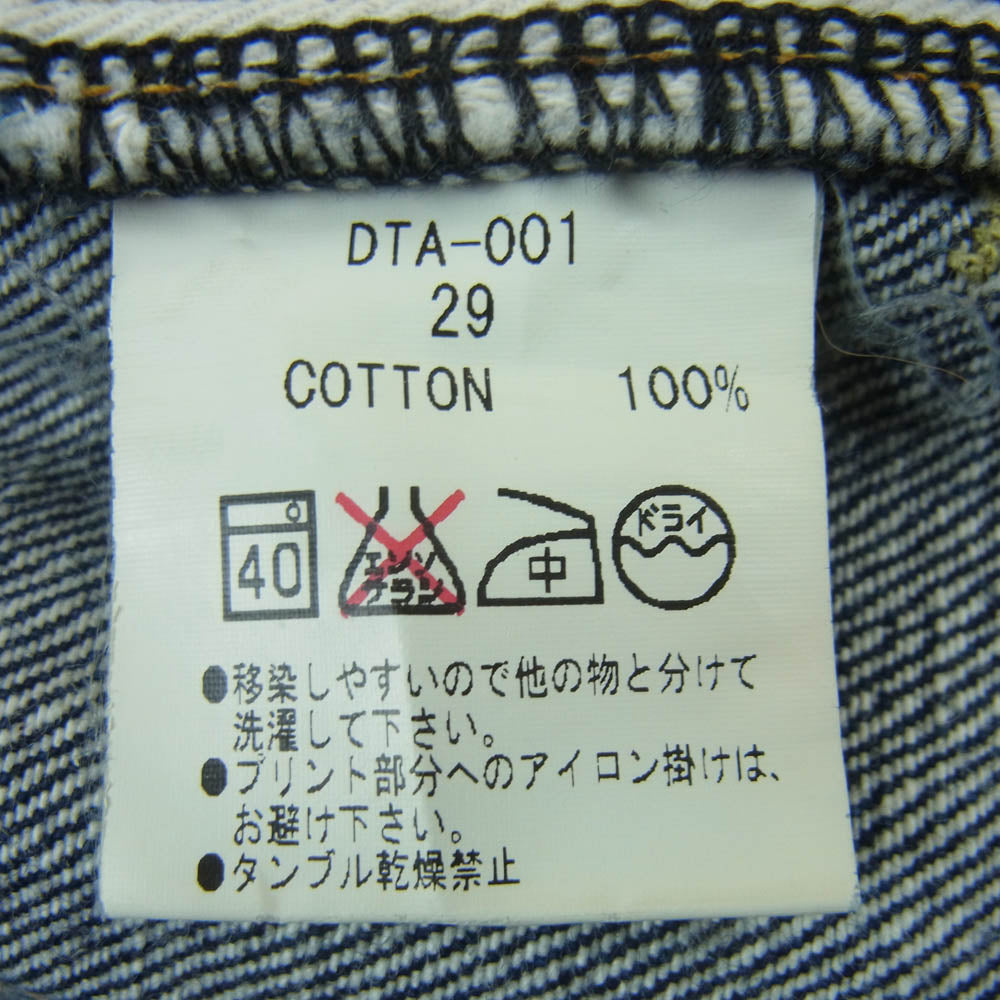 DTA-001
29
COTTON 100%
40
エンソ
サラシ
中
ドライ
●移染しやすいので他の物と分けて
洗濯して下さい。
●プリント部分へのアイロン掛けは、
お避け下さい。
●タンブル乾燥禁止